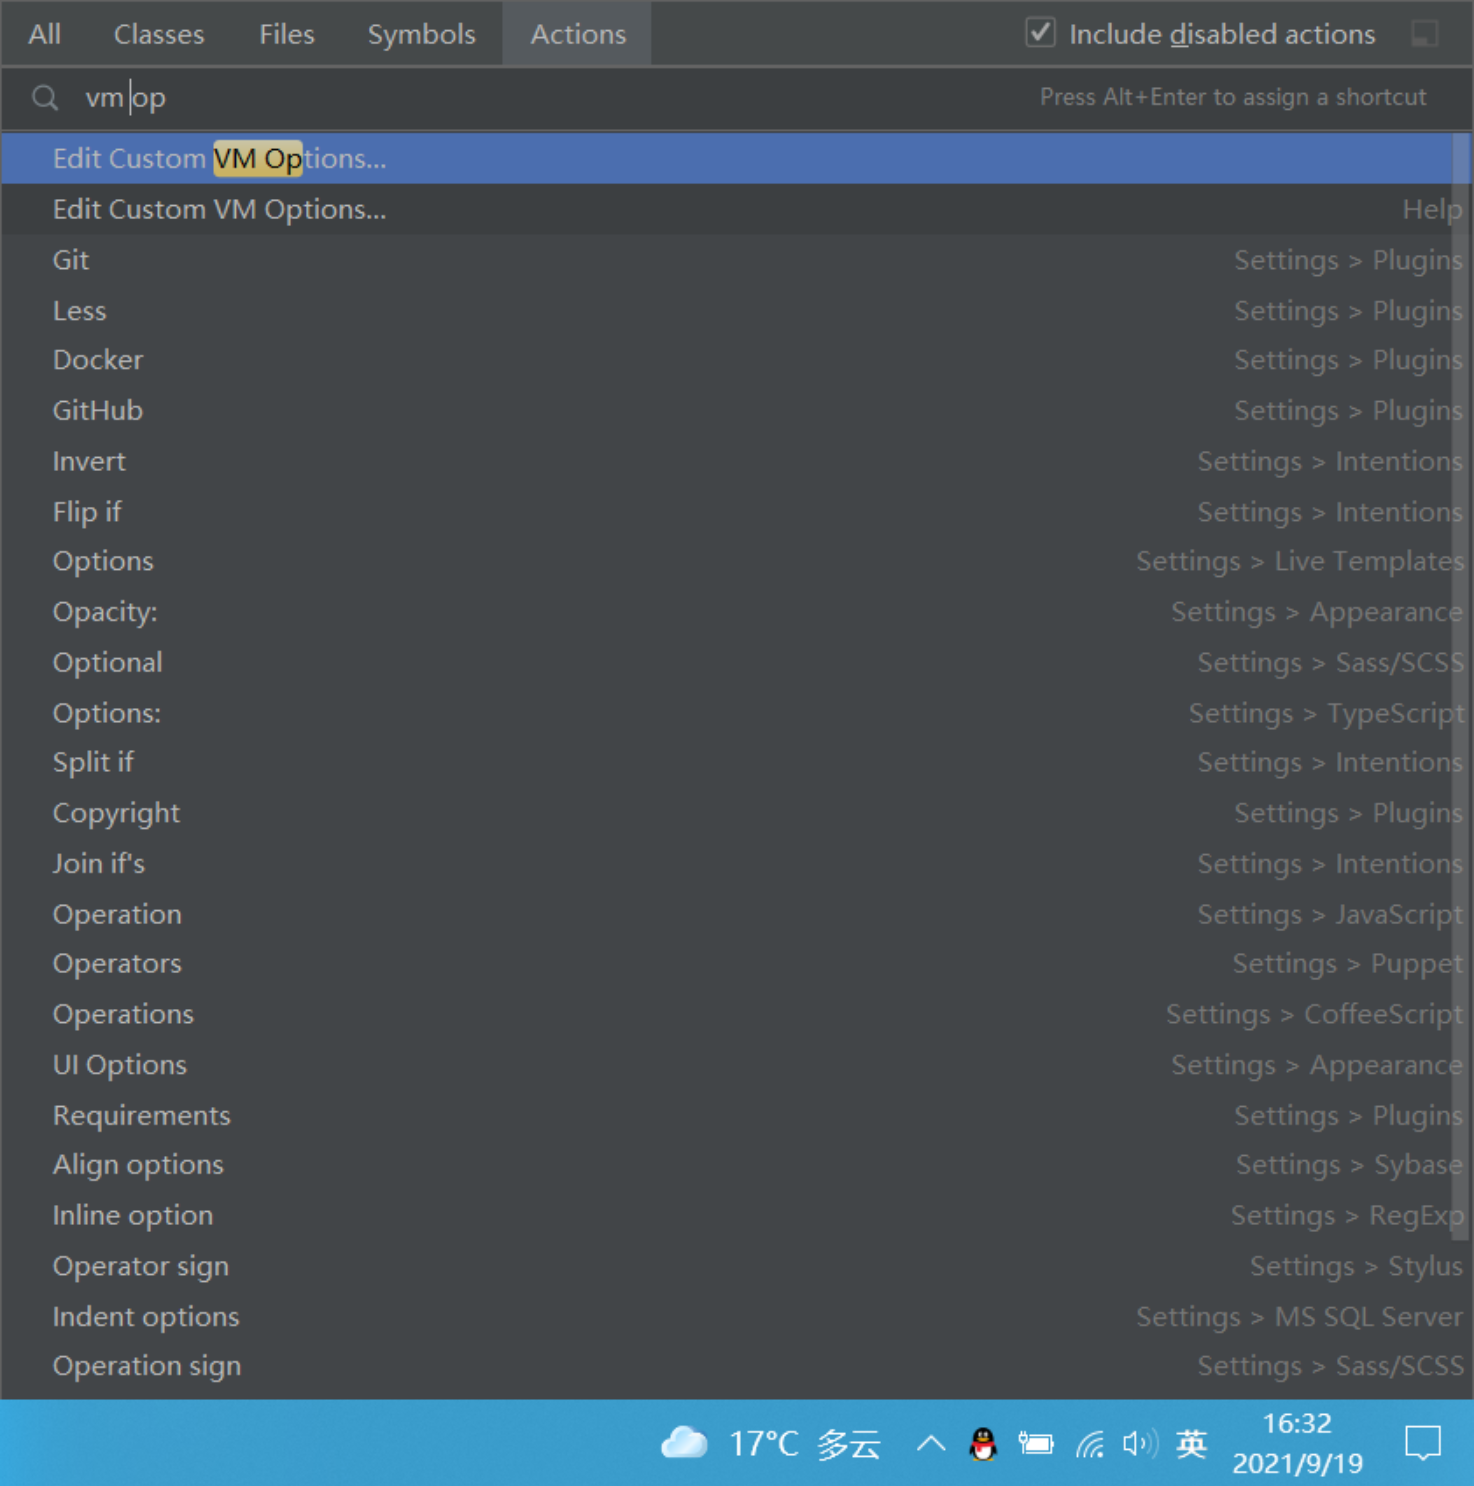 All Classes Files Symbols Actions Include disabled actions
vm op Press Alt+Enter to assign a shortcut
Edit Custom VM Options...
Edit Custom VM Options... Help
Git Settings > Plugins
Less Settings > Plugins
Docker Settings > Plugins
GitHub Settings > Plugins
Invert Settings > Intentions
Flip if Settings > Intentions
Options Settings > Live Templates
Opacity: Settings > Appearance
Optional Settings > Sass/SCSS
Options: Settings > TypeScript
Split if Settings > Intentions
Copyright Settings > Plugins
Join if's Settings > Intentions
Operation Settings > JavaScript
Operators Settings > Puppet
Operations Settings > CoffeeScript
UI Options Settings > Appearance
Requirements Settings > Plugins
Align options Settings > Sybase
Inline option Settings > RegExp
Operator sign Settings > Stylus
Indent options Settings > MS SQL Server
Operation sign Settings > Sass/SCSS
17°C 多云 英 16:32
2021/9/19